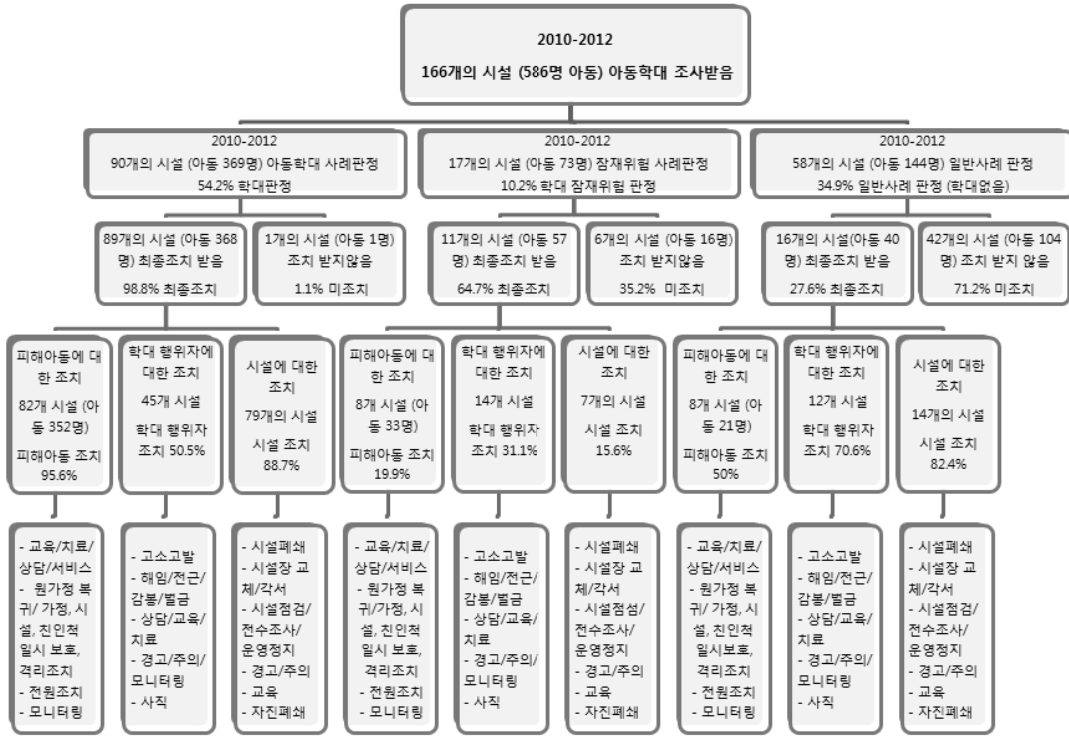 2010-2012
166개의 시설 (586명 아동) 아동학대 조사받음
2010-2012
90개의 시설 (아동 369명) 아동학대 사례판정
54.2% 학대판정
2010-2012
17개의 시설 (아동 73명) 잠재위험 사례판정
10.2% 학대 잠재위험 판정
2010-2012
58개의 시설 (아동 144명) 일반사례 판정
34.9% 일반사례 판정 (학대없음)
89개의 시설 (아동 368
명) 최종조치 받음
98.8% 최종조치
1개의 시설 (아동 1명)
조치 받지않음
1.1% 미조치
11개의 시설 (아동 57
명) 최종조치 받음
64.7% 최종조치
6개의 시설 (아동 16명)
조치 받지않음
35.2% 미조치
16개의 시설(아동 40
명) 최종조치 받음
27.6% 최종조치
42개의 시설 (아동 104
명) 조치 받지 않음
71.2% 미조치
피해아동에 대
한 조치
82개 시설 (아
동 352명)
피해아동 조치
95.6%
학대 행위자에
대한 조치
45개 시설
학대 행위자
조치 50.5%
시설에 대한
조치
79개의 시설
시설 조치
88.7%
피해아동에 대
한 조치
8개 시설 (아
동 33명)
피해아동 조치
19.9%
학대 행위자에
대한 조치
14개 시설
학대 행위자
조치 31.1%
시설에 대한
조치
7개의 시설
시설 조치
15.6%
피해아동에 대
한 조치
8개 시설 (아
동 21명)
피해아동 조치
50%
학대 행위자에
대한 조치
12개 시설
학대 행위자
조치 70.6%
시설에 대한
조치
14개의 시설
시설 조치
82.4%
- 교육/치료/
상담/서비스
- 원가정 복
귀/ 가정, 시
설, 친인척
일시 보호,
격리조치
- 전원조치
- 모니터링
- 고소고발
- 해임/전근/
감봉/벌금
- 상담/교육/
치료
- 경고/주의/
모니터링
- 사직
- 시설폐쇄
- 시설장 교
체/각서
- 시설점검/
전수조사/
운영정지
- 경고/주의
- 교육
- 자진폐쇄
- 교육/치료/
상담/서비스
- 원가정 복
귀/가정, 시
설, 친인척
일시 보호,
격리조치
- 전원조치
- 모니터링
- 고소고발
- 해임/전근/
감봉/벌금
- 상담/교육/
치료
- 경고/주의/
모니터링
- 사직
- 시설폐쇄
- 시설장 교
체/각서
- 시설점섬/
전수조사/
운영정지
- 경고/주의
- 교육
- 자진폐쇄
- 교육/치료/
상담/서비스
- 원가정 복
귀/ 가정, 시
설, 친인척
일시보호,
격리조치
- 전원조치
- 모니터링
- 고소고발
- 해임/전근/
감봉/벌금
- 상담/교육/
치료
- 경고/주의/
모니터링
- 사직
- 시설폐쇄
- 시설장 교
체/각서
- 시설점검/
전수조사/
운영정지
- 경고/주의
- 교육
- 자진폐쇄